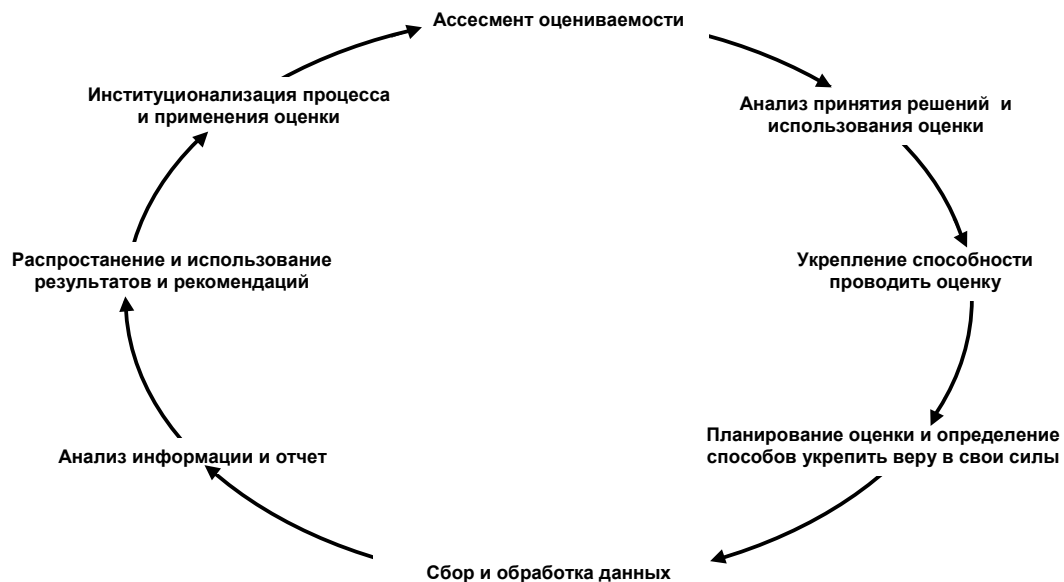 Ассесмент оцениваемости
Анализ принятия решений и
использования оценки
Укрепление способности
проводить оценку
Планирование оценки и определение
способов укрепить веру в свои силы
Сбор и обработка данных
Анализ информации и отчет
Распростанение и использование
результатов и рекомендаций
Институционализация процесса
и применения оценки